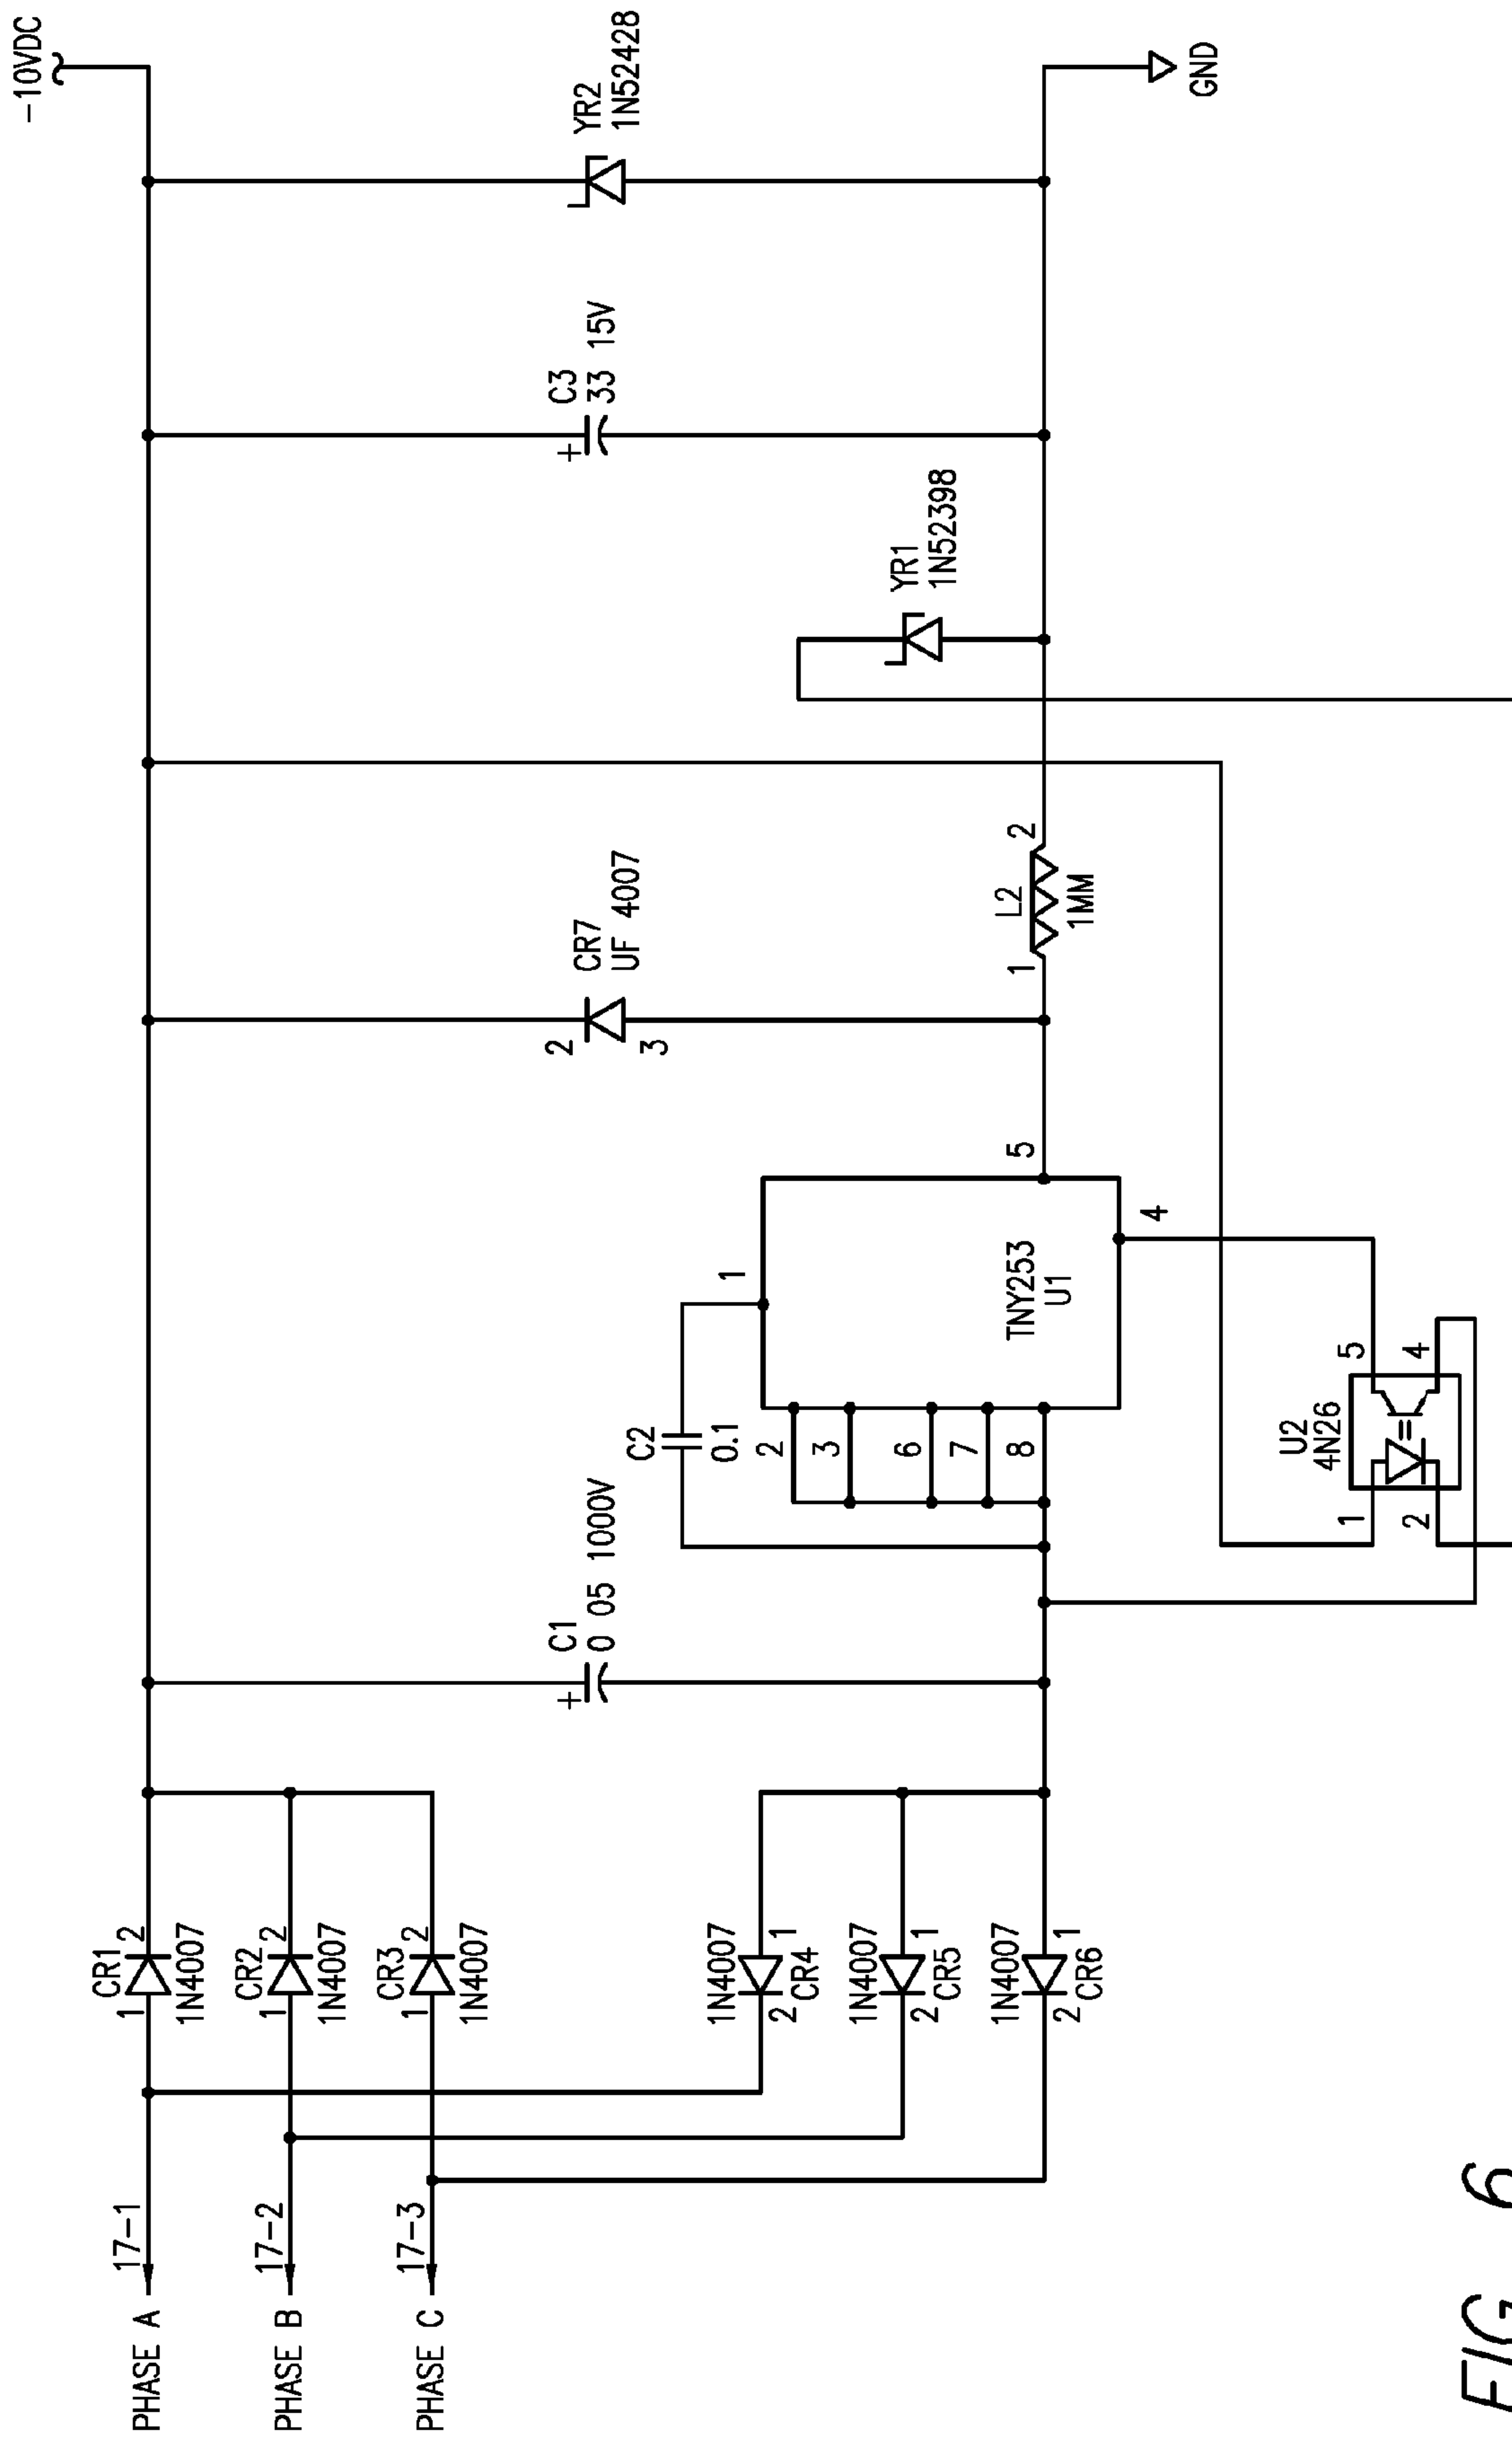 -10VDC
YR2
1N52428
GND
C3
33 15V
+
YR1
1N52398
CR7
UF 4007
2
3
L2
1MM
1
2
5
4
1
TNY253
U1
C2
0.1
2
3
6
7
8
U2
4N26
5
4
1
2
C1
0 05 1000V
+
CR1
1
2
1N4007
CR2
1
2
1N4007
CR3
1
2
1N4007
1N4007
2
1
CR4
1N4007
2
1
CR5
1N4007
2
1
CR6
17-1
PHASE A
17-2
PHASE B
17-3
PHASE C
FIG 6